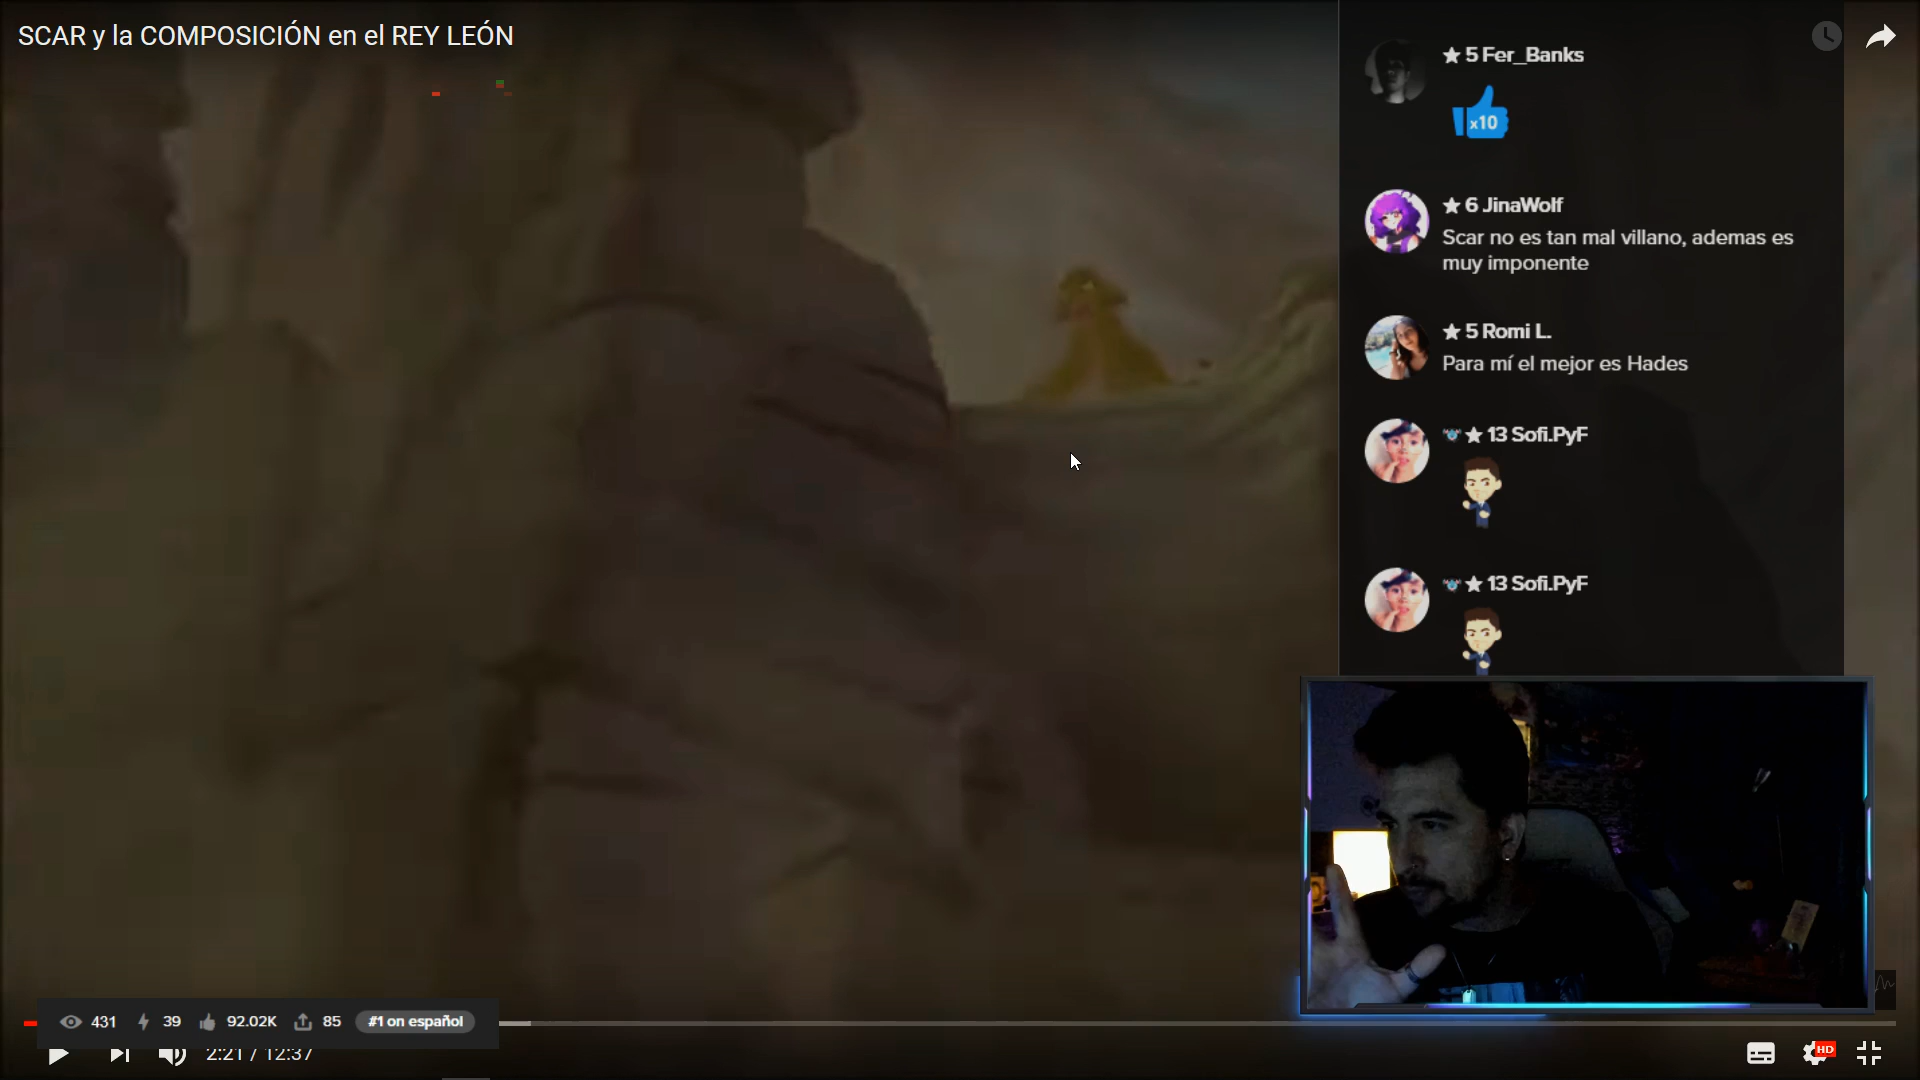 SCAR y la COMPOSICIÓN en el REY LEÓN
5 Fer_Banks
x10
6 JinaWolf
Scar no es tan mal villano, ademas es
muy imponente
5 Romi L.
Para mí el mejor es Hades
13 Sofi.PyF
13 Sofi.PyF
431 39 92.02K 85 #1 on español
2:21 / 12:37
HD